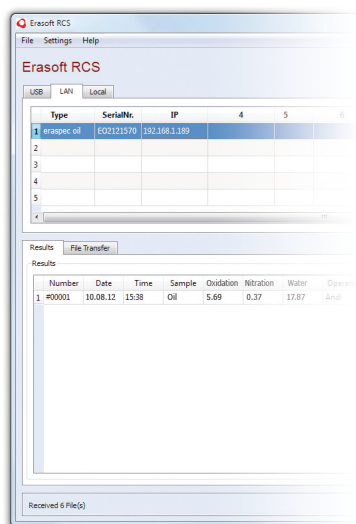 Erasoft RCS
File Settings Help
Erasoft RCS
USB LAN Local
Type SerialNr. IP 4 5
1 eraspec oil EO2121570 192.168.1.189
2
3
4
5
Results File Transfer
Results
Number Date Time Sample Oxidation Nitration Water Operato
1 #00001 10.08.12 15:38 Oil 5.69 0.37 17.87 Andi
Received 6 File(s)